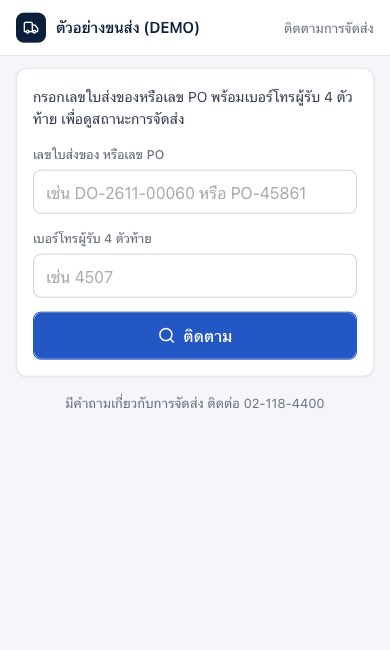 ตัวอย่างขนส่ง (DEMO)
ติดตามการจัดส่ง
กรอกเลขใบส่งของหรือเลข PO พร้อมเบอร์โทรผู้รับ 4 ตัว
ท้าย เพื่อดูสถานะการจัดส่ง
เลขใบส่งของ หรือเลข PO
เช่น DO-2611-00060 หรือ PO-45861
เบอร์โทรผู้รับ 4 ตัวท้าย
เช่น 4507
ติดตาม
มีคำถามเกี่ยวกับการจัดส่ง ติดต่อ 02-118-4400